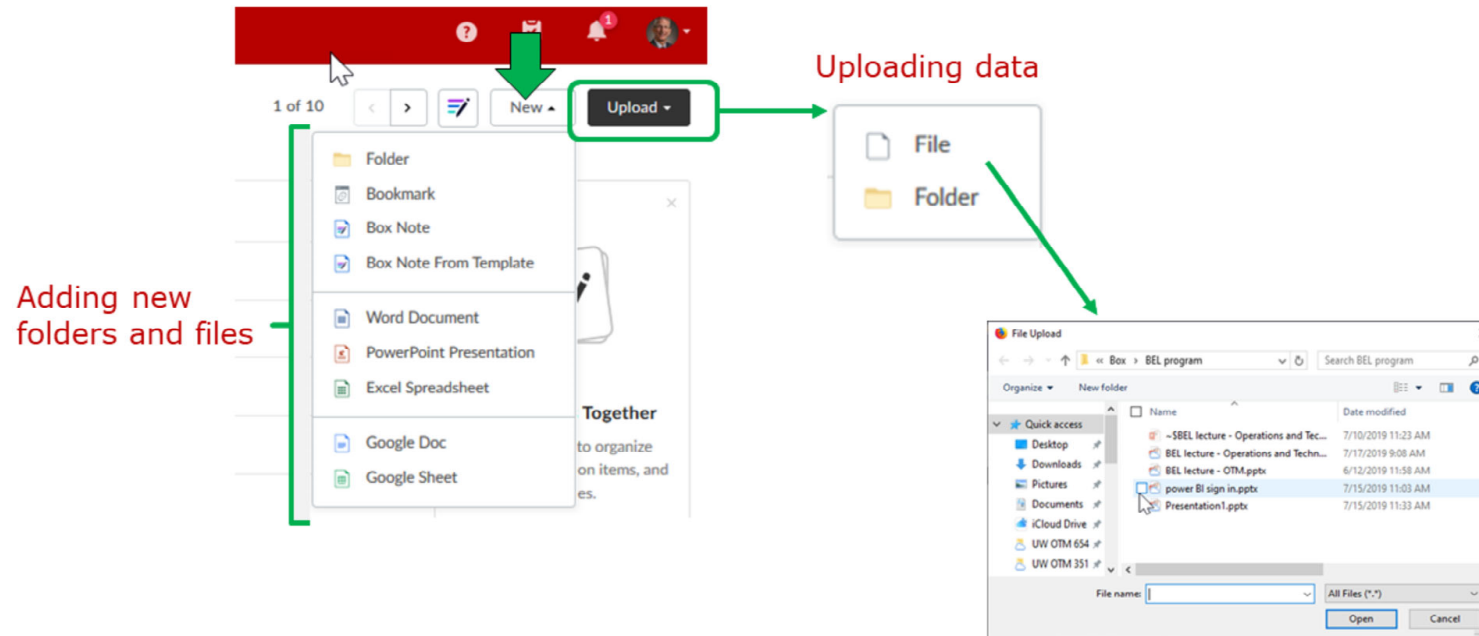 1
Uploading data
1 of 10
New
Upload
File
Folder
Folder
Bookmark
Box Note
Box Note From Template
Adding new
folders and files
Word Document
PowerPoint Presentation
Excel Spreadsheet
Together
to organize
on items, and
es.
Google Doc
Google Sheet
File Upload
« Box › BEL program
Search BEL program
Organize
New folder
Name
Date modified
Quick access
Desktop
Downloads
Pictures
Documents
iCloud Drive
UW OTM 654
UW OTM 351
~$BEL lecture - Operations and Tec... 7/10/2019 11:23 AM
BEL lecture - Operations and Techn... 7/17/2019 9:08 AM
BEL lecture - OTM.pptx 6/12/2019 11:58 AM
power BI sign in.pptx 7/15/2019 11:03 AM
Presentation1.pptx 7/15/2019 11:33 AM
File name:
All Files (*.*)
Open
Cancel